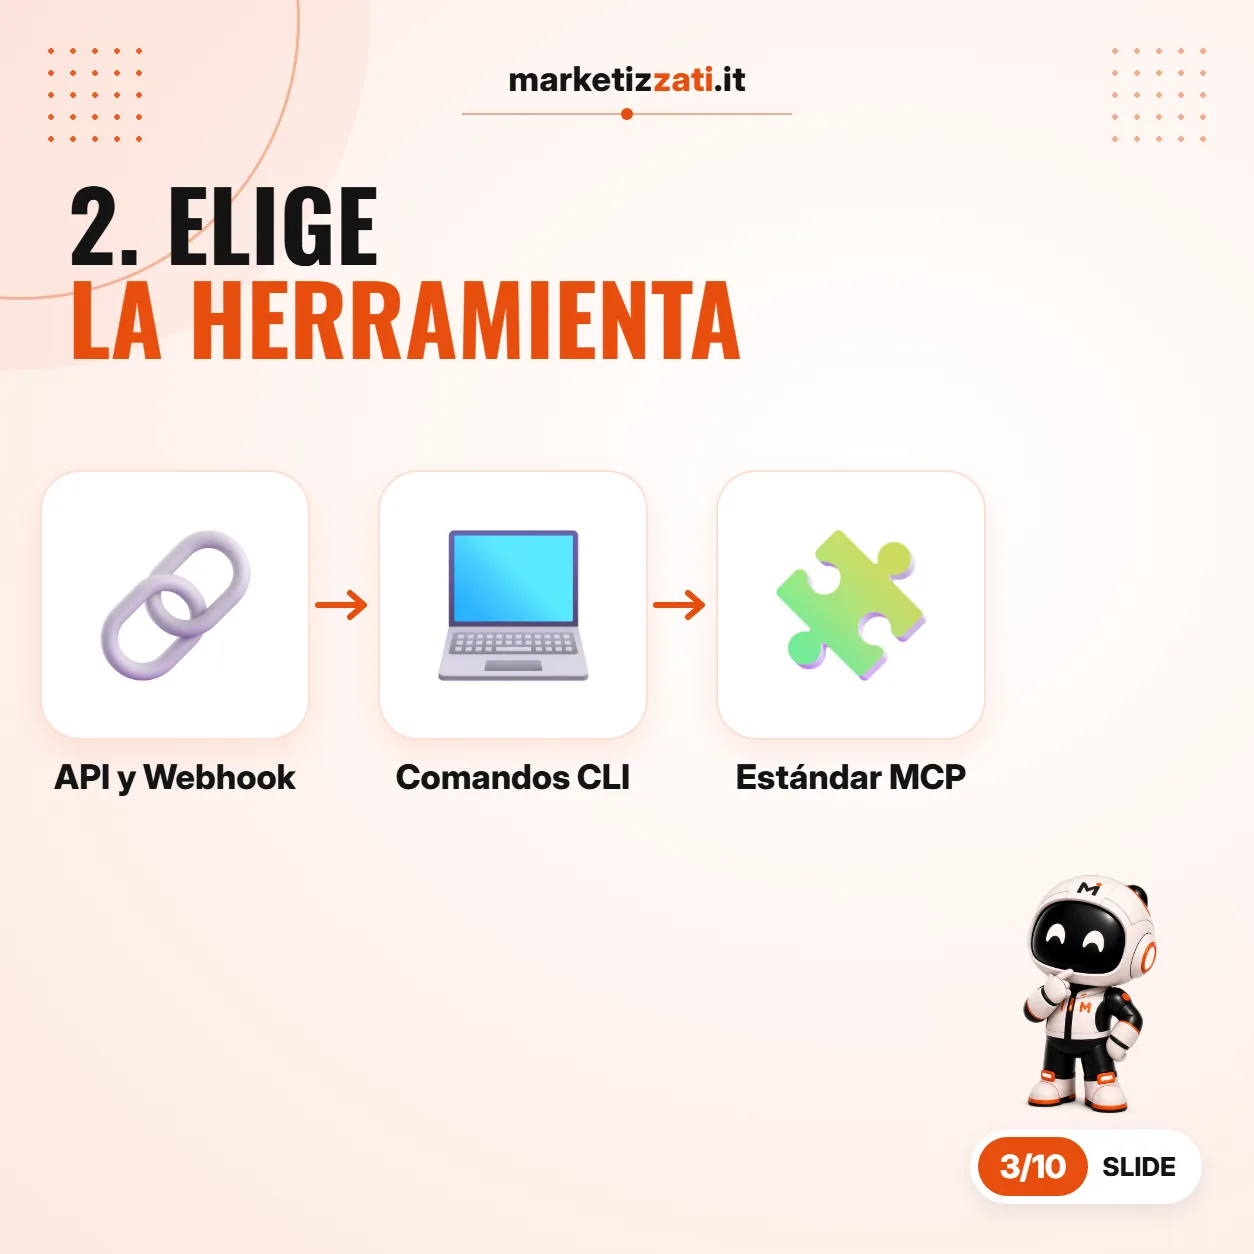 marketizzati.it
2. ELIGE
LA HERRAMIENTA
API y Webhook
Comandos CLI
Estándar MCP
M
M
3/10 SLIDE